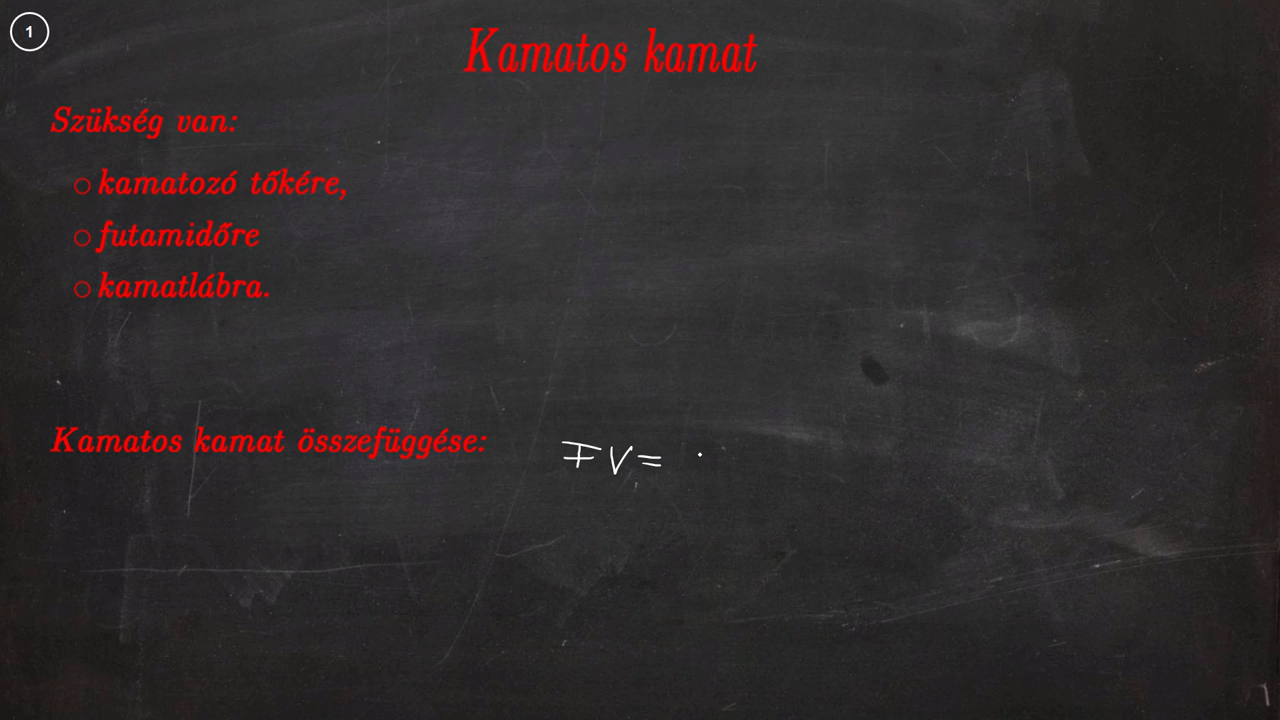 1
Kamatos kamat
Szükség van:
○ kamatozó tőkére,
○ futamidőre
○ kamatlábra.
Kamatos kamat összefüggése: FV= .